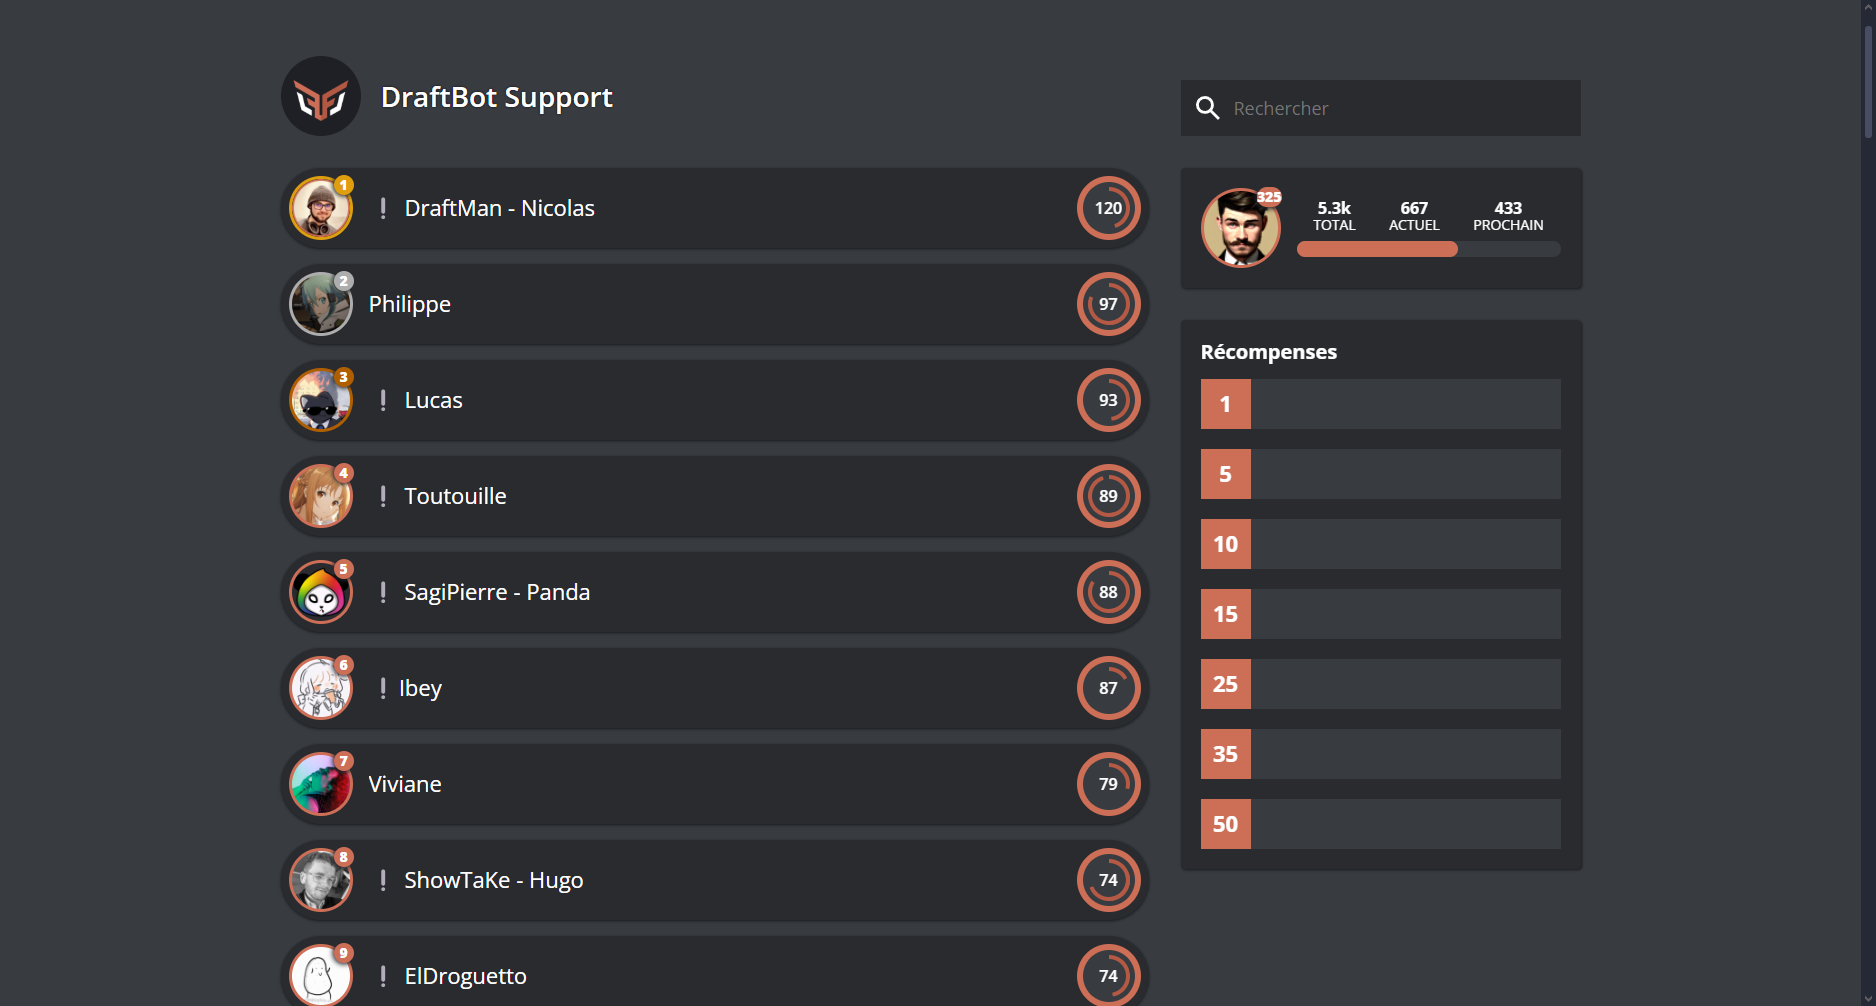 DraftBot Support
1
❗ DraftMan - Nicolas
120
2
Philippe
97
3
❗ Lucas
93
4
❗ Toutouille
89
5
❗ SagiPierre - Panda
88
6
❗ Ibey
87
7
Viviane
79
8
❗ ShowTaKe - Hugo
74
9
❗ ElDroguetto
74
Rechercher
325
5.3k 667 433
TOTAL ACTUEL PROCHAIN
Récompenses
1
5
10
15
25
35
50